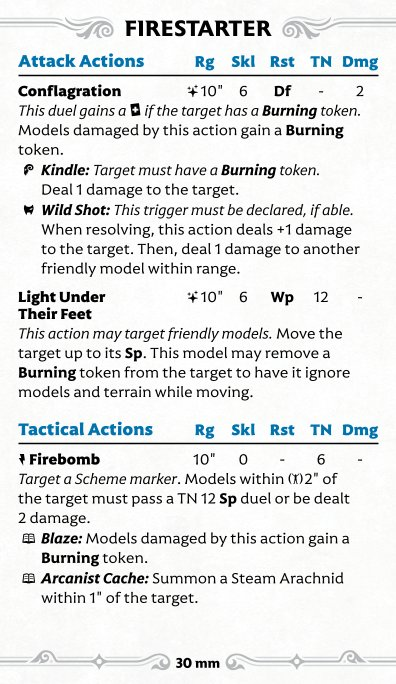 FIRESTARTER
Attack Actions Rg Skl Rst TN Dmg
Conflagration 10" 6 Df - 2
This duel gains a if the target has a Burning token.
Models damaged by this action gain a Burning
token.
Kindle: Target must have a Burning token.
Deal 1 damage to the target.
Wild Shot: This trigger must be declared, if able.
When resolving, this action deals +1 damage
to the target. Then, deal 1 damage to another
friendly model within range.
Light Under 10" 6 Wp 12 -
Their Feet
This action may target friendly models. Move the
target up to its Sp. This model may remove a
Burning token from the target to have it ignore
models and terrain while moving.
Tactical Actions Rg Skl Rst TN Dmg
Firebomb 10" 0 - 6 -
Target a Scheme marker. Models within 2" of
the target must pass a TN 12 Sp duel or be dealt
2 damage.
Blaze: Models damaged by this action gain a
Burning token.
Arcanist Cache: Summon a Steam Arachnid
within 1" of the target.
30 mm